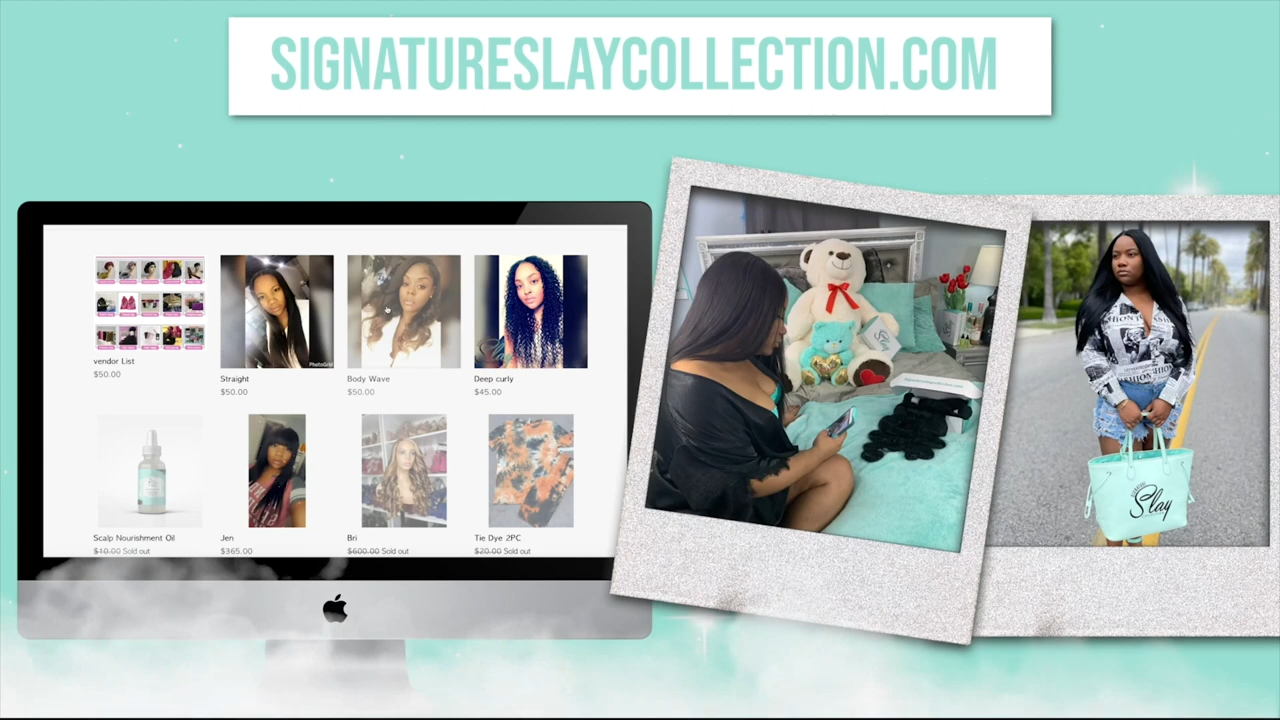 SIGNATURESLAYCOLLECTION.COM
vendor List
$50.00
PhotoGrid
Straight
$50.00
Body Wave
$50.00
Deep curly
$45.00
Scalp Nourishment Oil
$10.00 Sold out
Jen
$365.00
Bri
$600.00 Sold out
Tie Dye 2PC
$20.00 Sold out
Slay